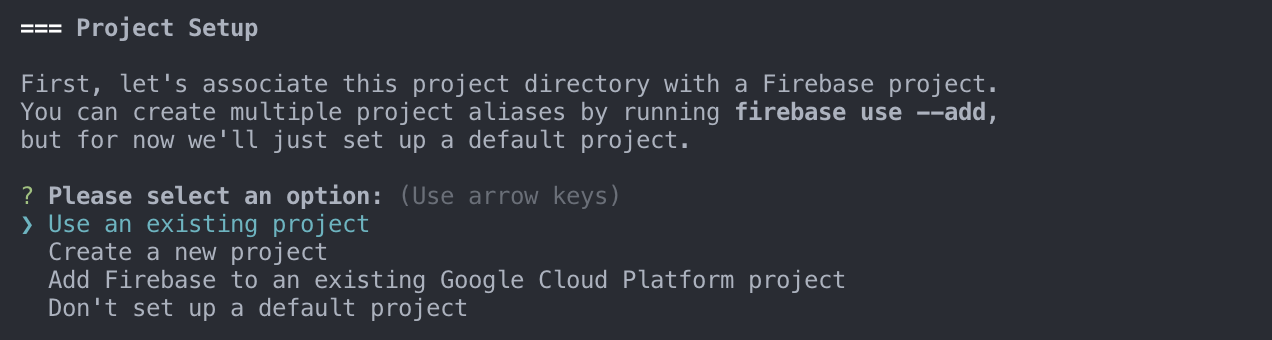 === Project Setup
First, let's associate this project directory with a Firebase project.
You can create multiple project aliases by running firebase use --add,
but for now we'll just set up a default project.
? Please select an option: (Use arrow keys)
❯ Use an existing project
Create a new project
Add Firebase to an existing Google Cloud Platform project
Don't set up a default project